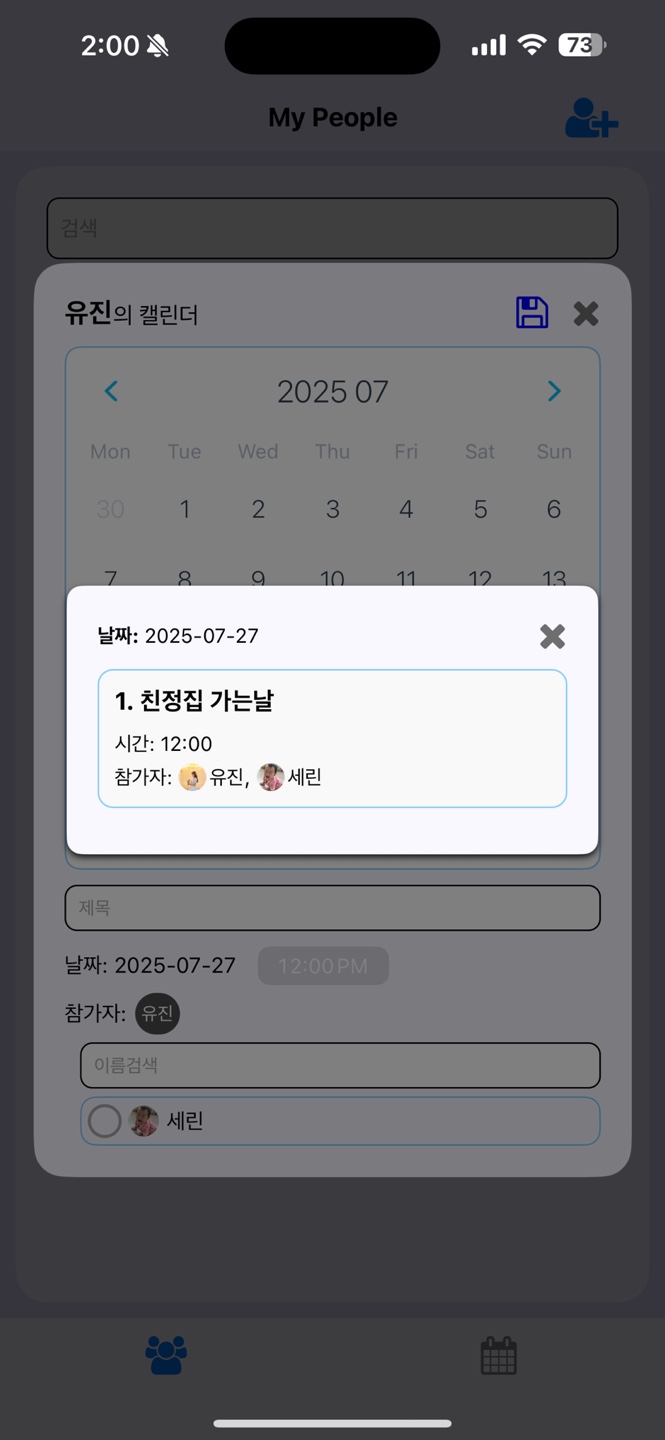 2:00
73
My People
검색
유진의 캘린더
2025 07
Mon Tue Wed Thu Fri Sat Sun
30 1 2 3 4 5 6
7 8 9 10 11 12 13
날짜: 2025-07-27
1. 친정집 가는날
시간: 12:00
참가자: 유진, 세린
제목
날짜: 2025-07-27 12:00 PM
참가자: 유진
이름검색
세린